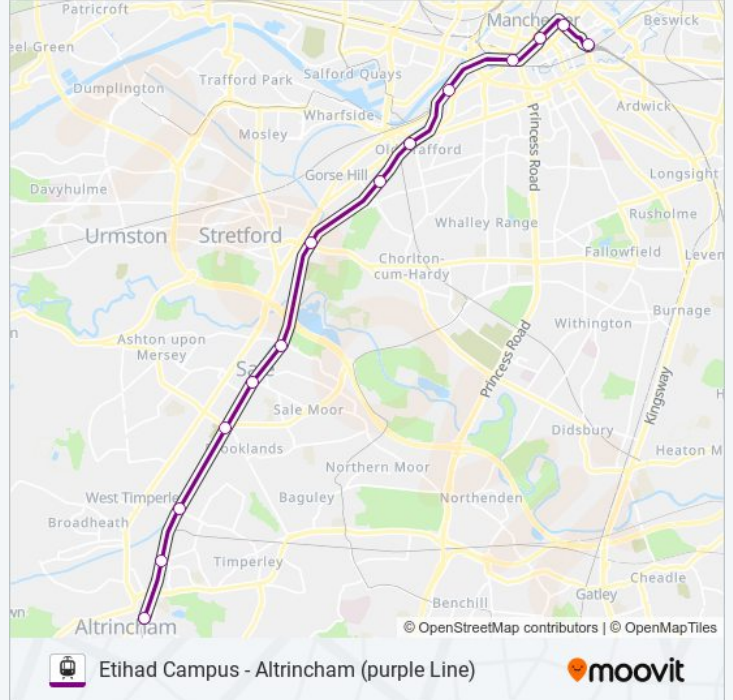 Patricroft
Manchester
Beswick
eel Green
Trafford Park
Salford Quays
Dumplington
Ardwick
Wharfside
Mosley
Princess Road
Old Trafford
Gorse Hill
Longsight
Davyhulme
Rusholme
Whalley Range
Urmston
Stretford
Fallowfield
Leven
Chorlton-
cum-Hardy
Burnage
Withington
n
Ashton upon
Mersey
Princess Road
Sale
Kingsway
H
Sale Moor
Didsbury
Brooklands
Heaton M
Northern Moor
West Timperley
Baguley
Northenden
Broadheath
Timperley
Cheadle
Gatley
wn
Benchill
Altrincham
© OpenStreetMap contributors | © OpenMapTiles
Etihad Campus - Altrincham (purple Line)
moovit